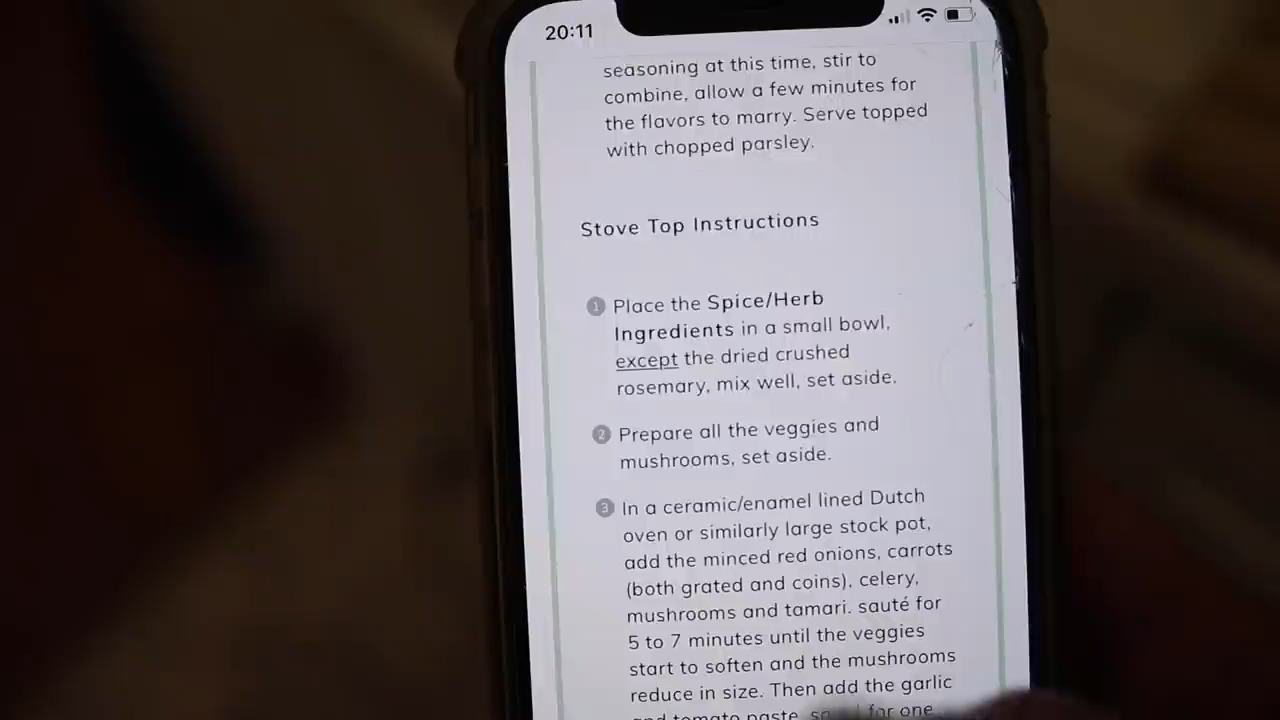 20:11
seasoning at this time, stir to
combine, allow a few minutes for
the flavors to marry. Serve topped
with chopped parsley.
Stove Top Instructions
1 Place the Spice/Herb
Ingredients in a small bowl,
except the dried crushed
rosemary, mix well, set aside.
2 Prepare all the veggies and
mushrooms, set aside.
3 In a ceramic/enamel lined Dutch
oven or similarly large stock pot,
add the minced red onions, carrots
(both grated and coins), celery,
mushrooms and tamari. sauté for
5 to 7 minutes until the veggies
start to soften and the mushrooms
reduce in size. Then add the garlic
and tomato paste, for one